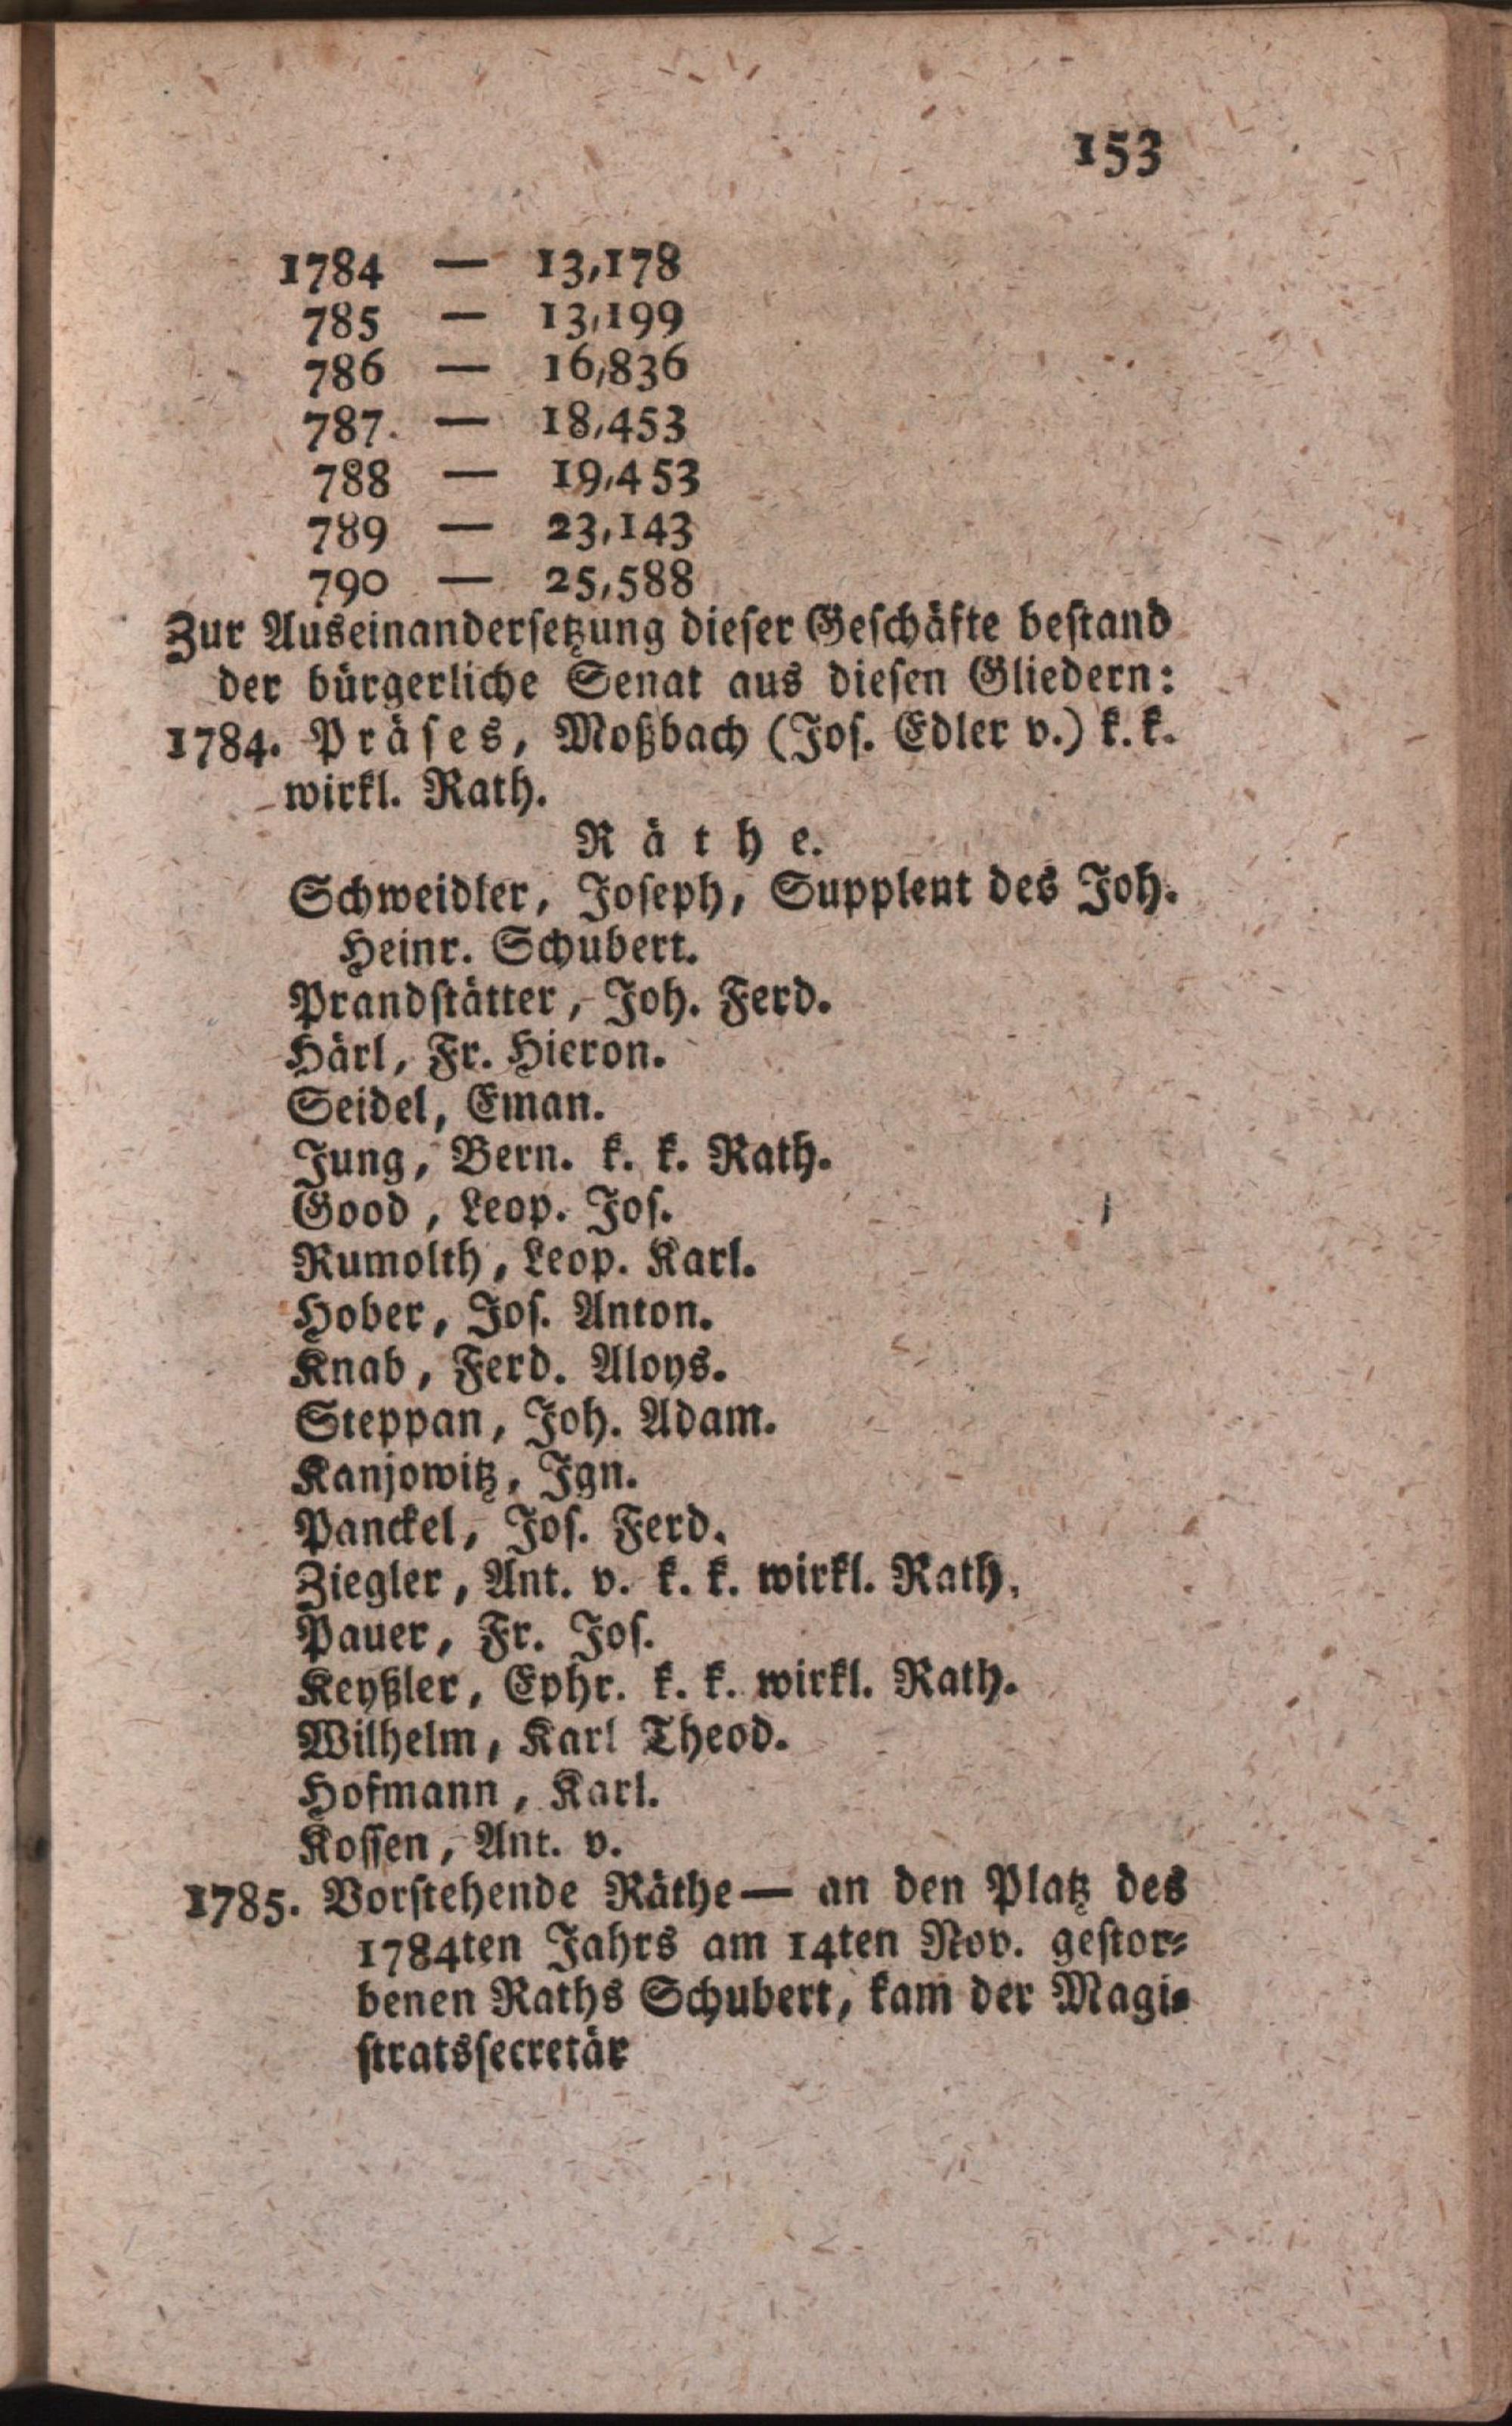 153
1784 — 13,178
785 — 13,199
786 — 16,836
787. — 18,453
788 — 19,453
789 — 23,143
790 — 25,588
Zur Auseinanderſetzung dieſer Geſchäfte beſtand
der bürgerliche Senat aus dieſen Gliedern:
1784. Präſes, Moßbach (Joſ. Edler v.) k. k.
wirkl. Rath.
Räthe.
Schweidler, Joſeph, Supplent des Joh.
Heinr. Schubert.
Prandſtätter, Joh. Ferd.
Härl, Fr. Hieron.
Seidel, Eman.
Jung, Bern. k. k. Rath.
Good, Leop. Joſ.
Rumolth, Leop. Karl.
Hober, Joſ. Anton.
Knab, Ferd. Aloys.
Steppan, Joh. Adam.
Kanjowitz, Ign.
Panckel, Joſ. Ferd.
Ziegler, Ant. v. k. k. wirkl. Rath.
Pauer, Fr. Joſ.
Keyßler, Ephr. k. k. wirkl. Rath.
Wilhelm, Karl Theod.
Hofmann, Karl.
Koſſen, Ant. v.
1785. Vorſtehende Räthe — an den Platz des
1784ten Jahrs am 14ten Nov. geſtor⸗
benen Raths Schubert, kam der Magi⸗
ſtratsſecretär